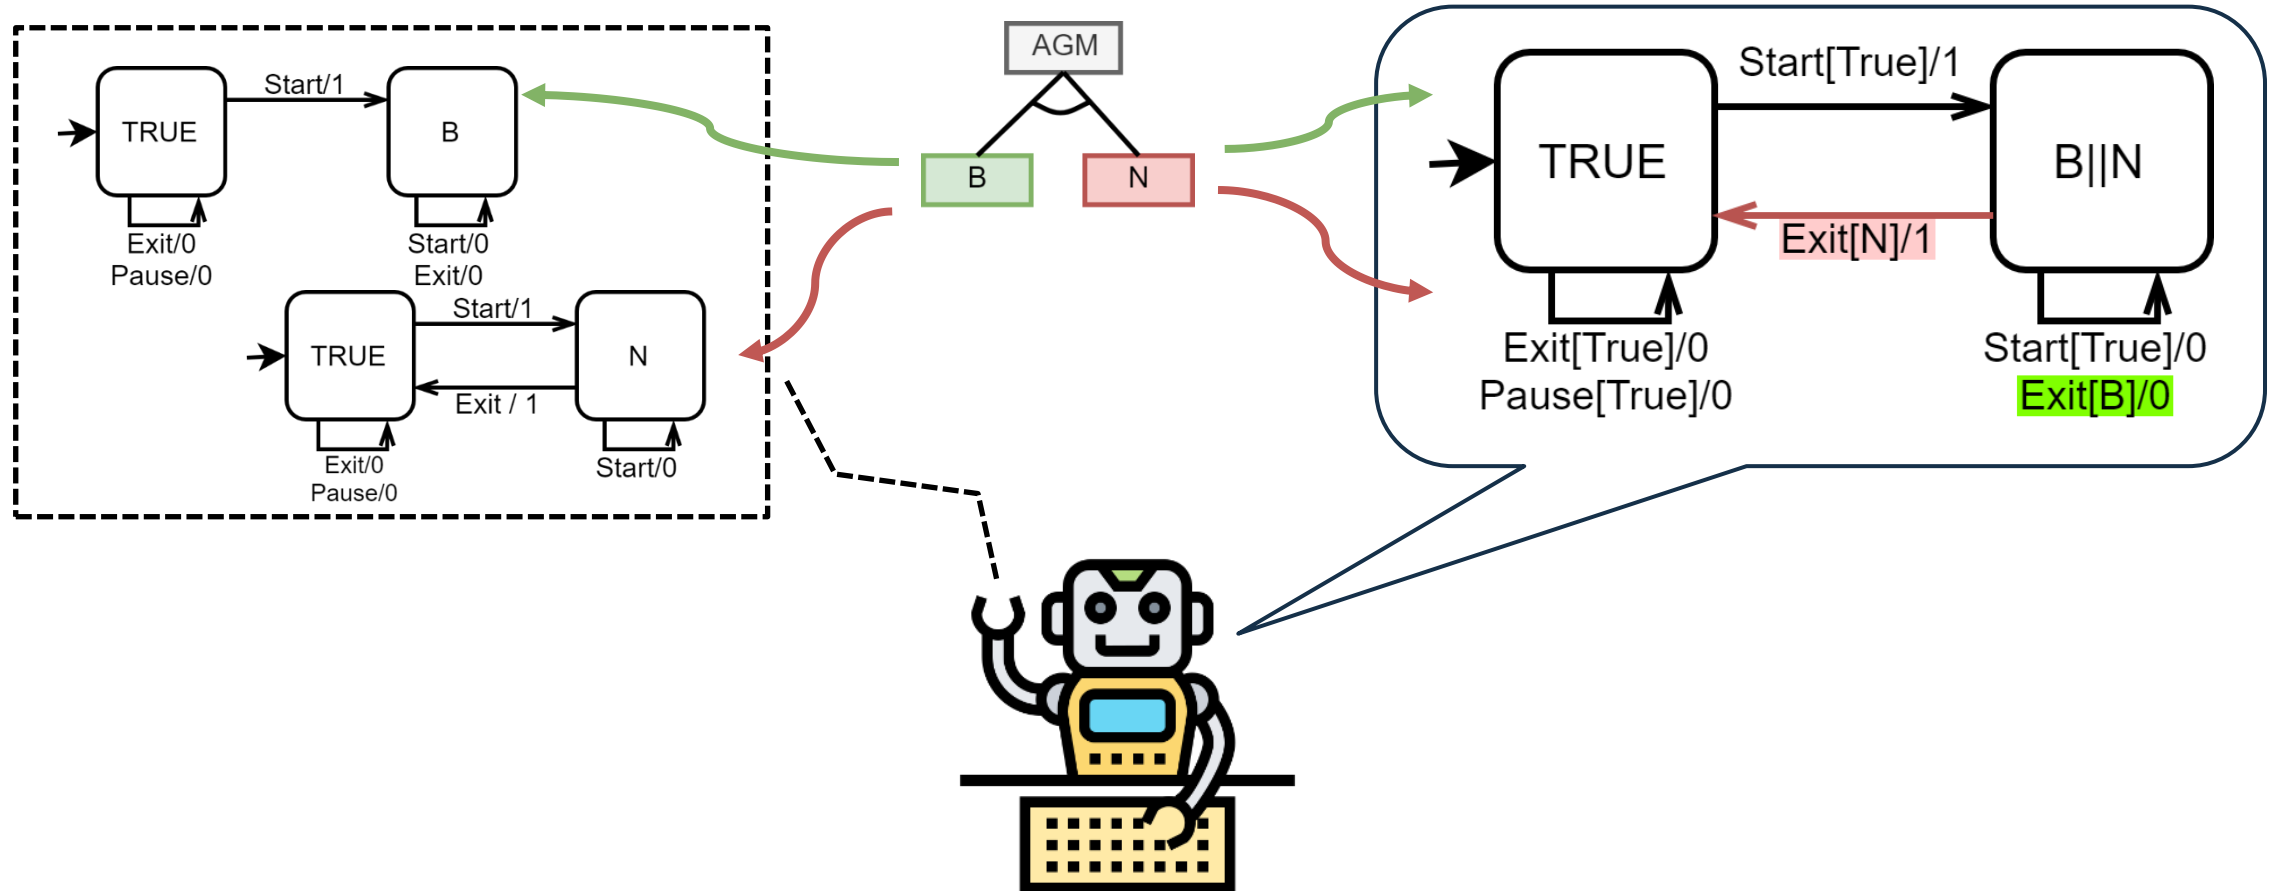 Start/1
TRUE
B
Exit/0
Pause/0
Start/0
Exit/0
Start/1
TRUE
N
Exit / 1
Exit/0
Pause/0
Start/0
AGM
B
N
Start[True]/1
TRUE
B||N
Exit[N]/1
Exit[True]/0
Pause[True]/0
Start[True]/0
Exit[B]/0